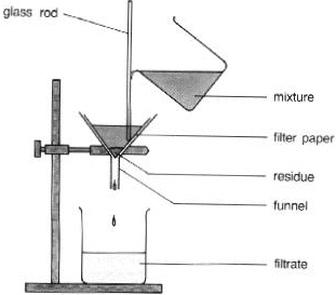 glass rod
mixture
filter paper
residue
funnel
filtrate